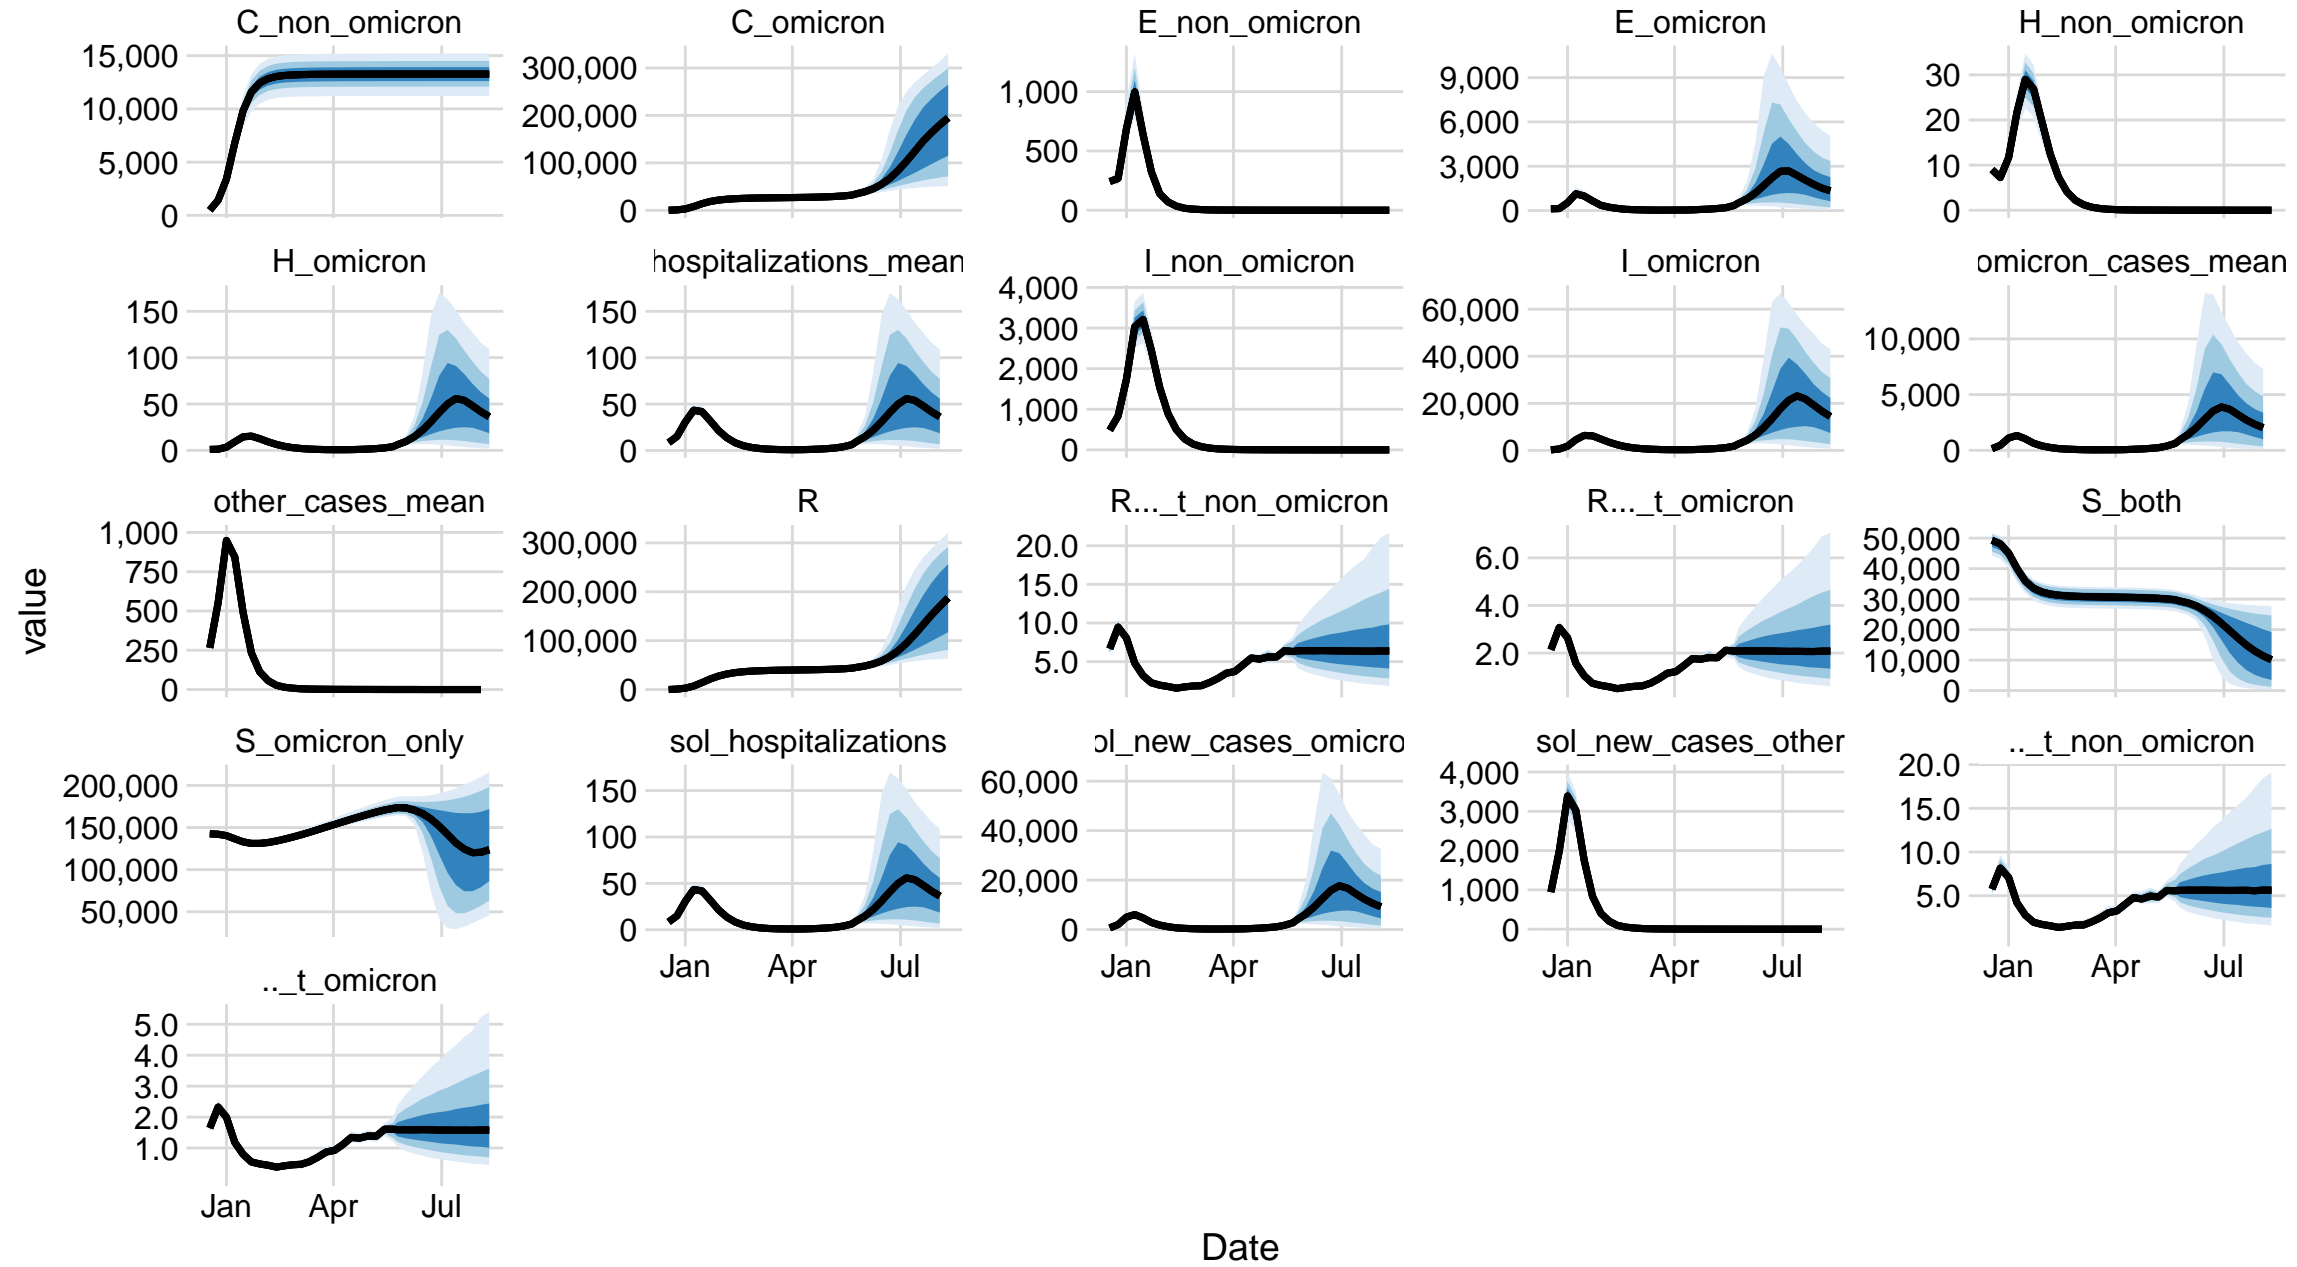 C_non_omicron C_omicron E_non_omicron E_omicron H_non_omicron
15,000 10,000 5,000 0
300,000 200,000 100,000 0
1,000 500 0
9,000 6,000 3,000 0
30 20 10 0
H_omicron hospitalizations_mean I_non_omicron I_omicron omicron_cases_mean
150 100 50 0
150 100 50 0
4,000 3,000 2,000 1,000 0
60,000 40,000 20,000 0
10,000 5,000 0
other_cases_mean R R..._t_non_omicron R..._t_omicron S_both
1,000 750 500 250 0
300,000 200,000 100,000 0
20.0 15.0 10.0 5.0
6.0 4.0 2.0
50,000 40,000 30,000 20,000 10,000 0
S_omicron_only sol_hospitalizations ol_new_cases_omicro sol_new_cases_other .._t_non_omicron
200,000 150,000 100,000 50,000
150 100 50 0
60,000 40,000 20,000 0
4,000 3,000 2,000 1,000 0
20.0 15.0 10.0 5.0
Jan Apr Jul
Jan Apr Jul
Jan Apr Jul
Jan Apr Jul
.._t_omicron
5.0 4.0 3.0 2.0 1.0
Jan Apr Jul
value
Date